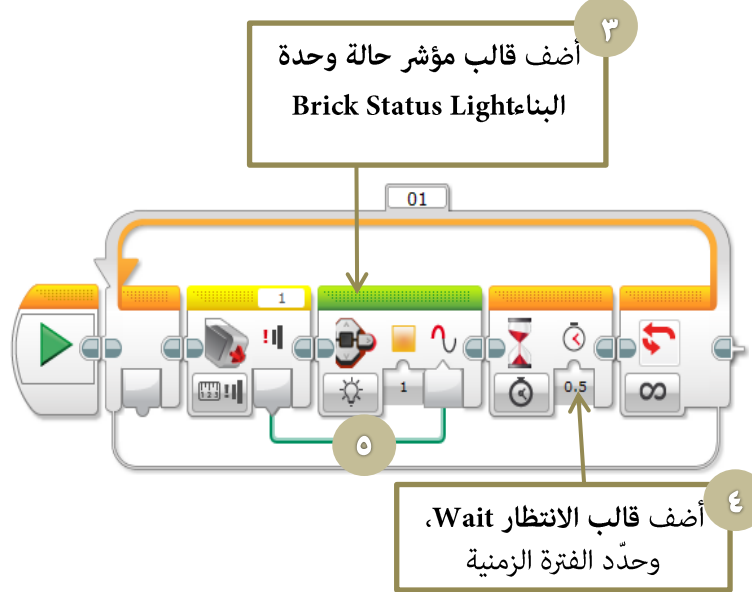 ٣
أضف قالب مؤشر حالة وحدة
البناءBrick Status Light
01
1
1
0.5
٥
٤
أضف قالب الانتظار Wait،
وحدّد الفترة الزمنية